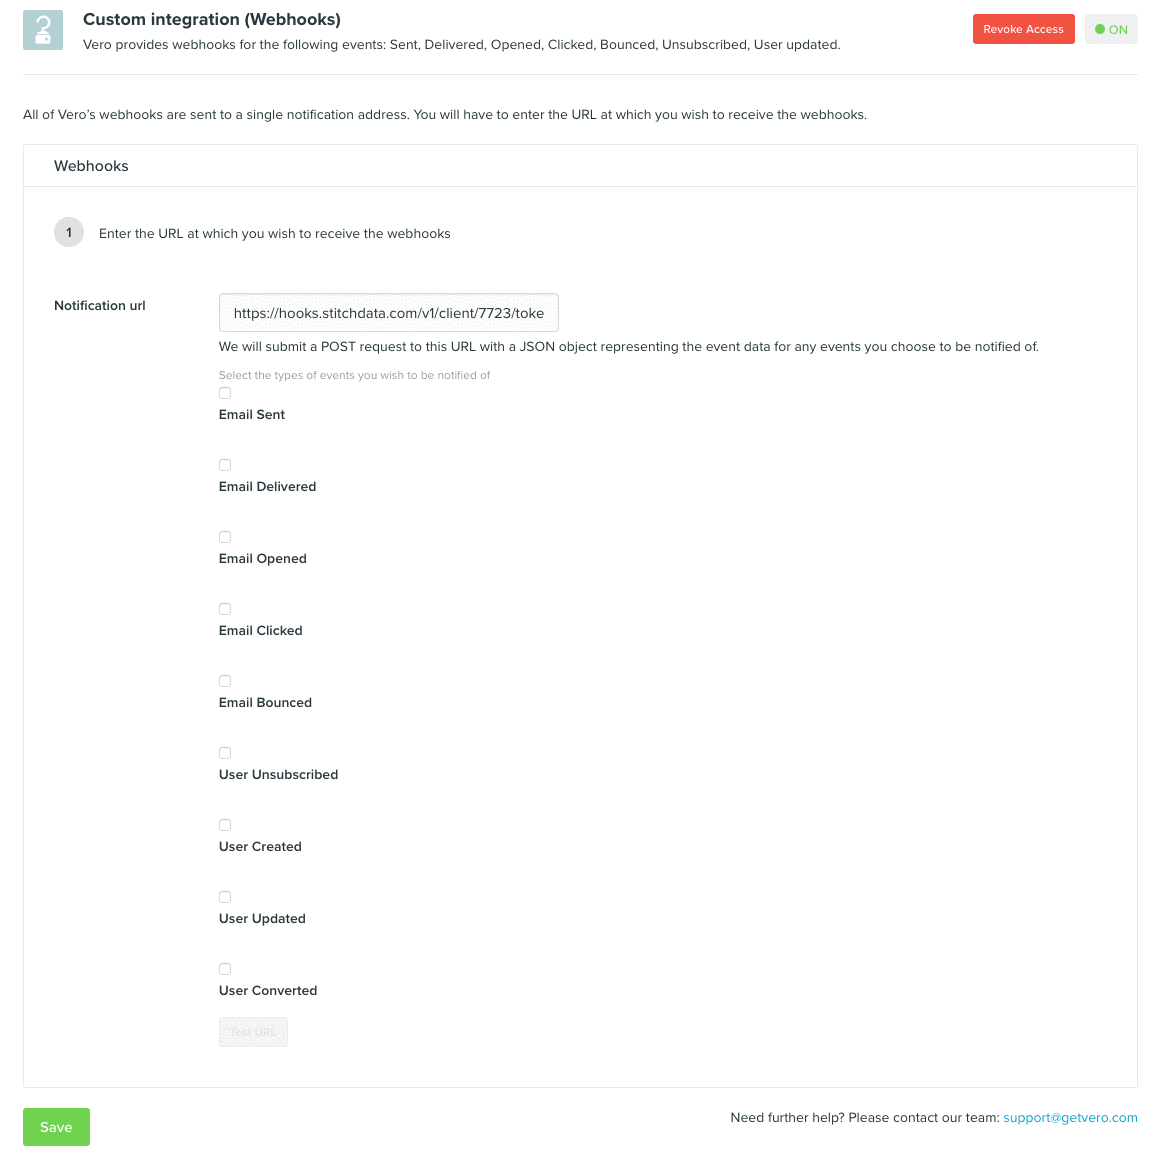 Custom integration (Webhooks)
Vero provides webhooks for the following events: Sent, Delivered, Opened, Clicked, Bounced, Unsubscribed, User updated.
Revoke Access
ON
All of Vero’s webhooks are sent to a single notification address. You will have to enter the URL at which you wish to receive the webhooks.
Webhooks
1
Enter the URL at which you wish to receive the webhooks
Notification url
https://hooks.stitchdata.com/v1/client/7723/toke
We will submit a POST request to this URL with a JSON object representing the event data for any events you choose to be notified of.
Select the types of events you wish to be notified of
Email Sent
Email Delivered
Email Opened
Email Clicked
Email Bounced
User Unsubscribed
User Created
User Updated
User Converted
Test URL
Save
Need further help? Please contact our team: support@getvero.com